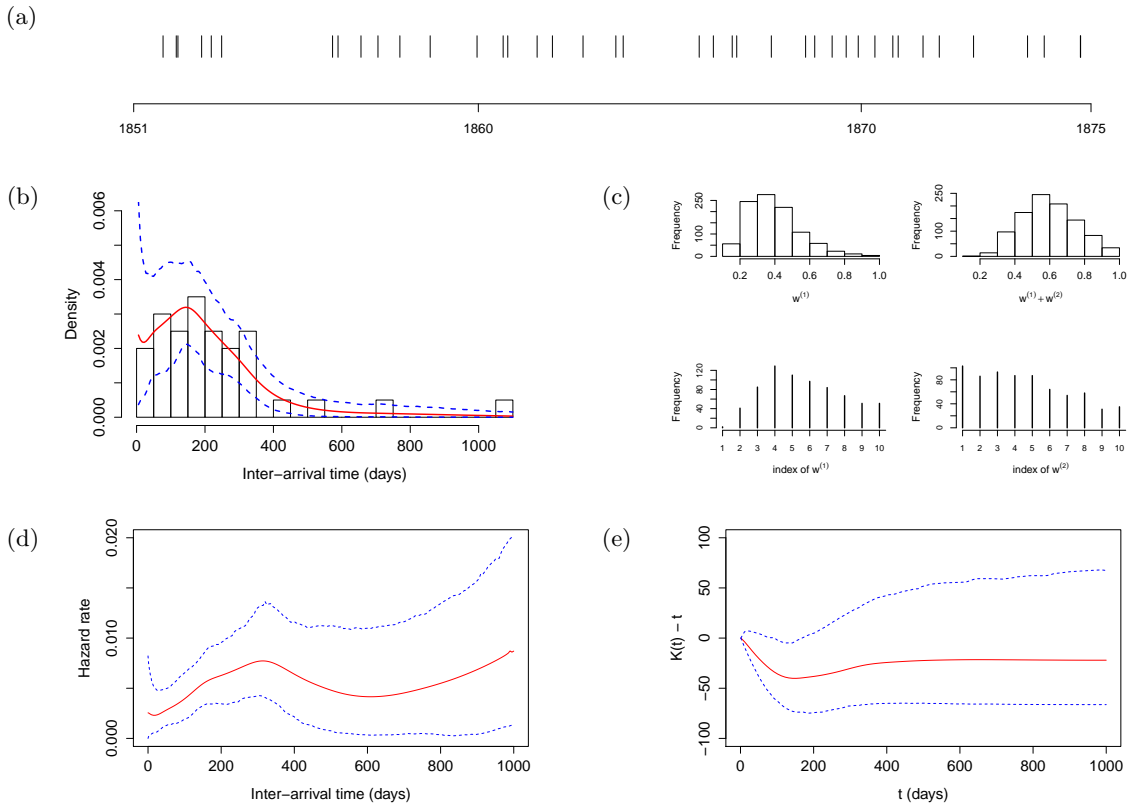 (a)
1851 1860 1870 1875
(b)
Density
0.000 0.002 0.004 0.006
0 200 400 600 800 1000
Inter−arrival time (days)
(c)
Frequency
0 100 250
0.2 0.4 0.6 0.8 1.0
w(1)
Frequency
0 100 250
0.2 0.4 0.6 0.8 1.0
w(1) + w(2)
Frequency
0 40 80 120
1 2 3 4 5 6 7 8 9 10
index of w(1)
Frequency
0 40 80
1 2 3 4 5 6 7 8 9 10
index of w(2)
(d)
Hazard rate
0.000 0.010 0.020
0 200 400 600 800 1000
Inter−arrival time (days)
(e)
K(t) − t
−100 −50 0 50 100
0 200 400 600 800 1000
t (days)